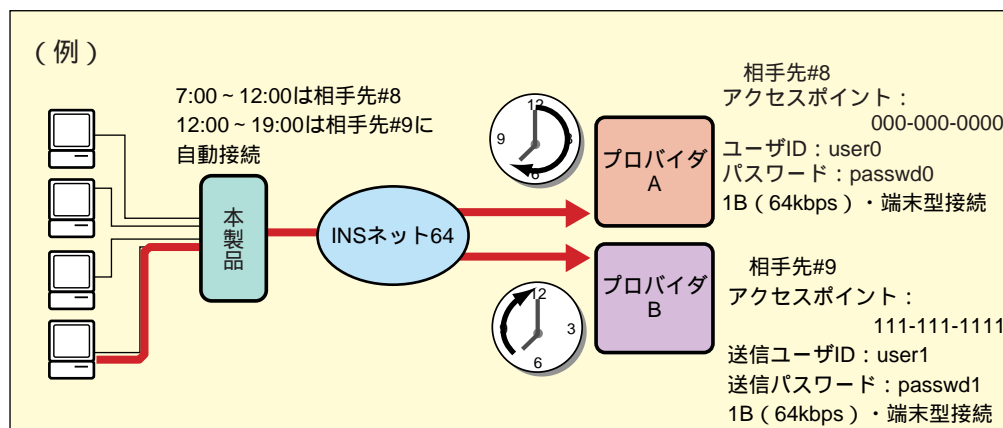 （例）
7:00～12:00は相手先#8
12:00～19:00は相手先#9に
自動接続
本製品
INSネット64
12
3
6
9
プロバイダ
A
相手先#8
アクセスポイント：
000-000-0000
ユーザID：user0
パスワード：passwd0
1B（64kbps）・端末型接続
12
3
6
9
プロバイダ
B
相手先#9
アクセスポイント：
111-111-1111
送信ユーザID：user1
送信パスワード：passwd1
1B（64kbps）・端末型接続